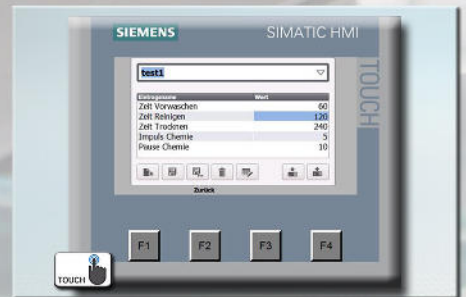 SIEMENS SIMATIC HMI
TOUCH
test1
Eintragsname Wert
Zeit Vorwaschen 60
Zeit Reinigen 120
Zeit Trocknen 240
Impuls Chemie 5
Pause Chemie 10
Zurück
F1 F2 F3 F4
TOUCH